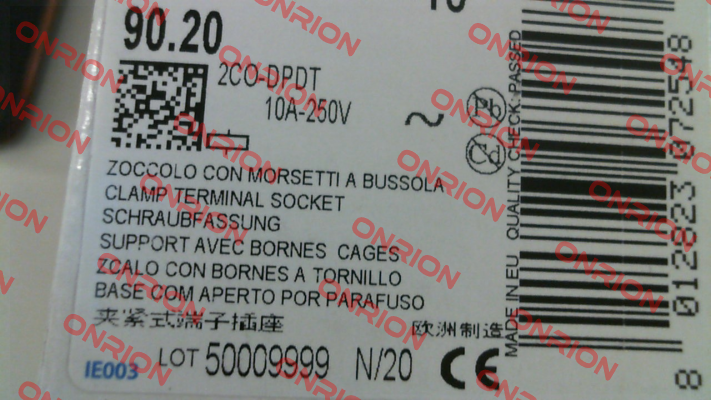 10
90.20
2CO-DPDT
10A-250V
~
Pb
ZOCCOLO CON MORSETTI A BUSSOLA
CLAMP TERMINAL SOCKET
SCHRAUBFASSUNG
SUPPORT AVEC BORNES CAGES
ZCALO CON BORNES A TORNILLO
BASE COM APERTO POR PARAFUSO
夹紧式端子插座 欧洲制造
IE003 LOT 50009999 N/20 CE
MADE IN EU QUALITY CHECK: PASSED
8 012823 072548
ONRION